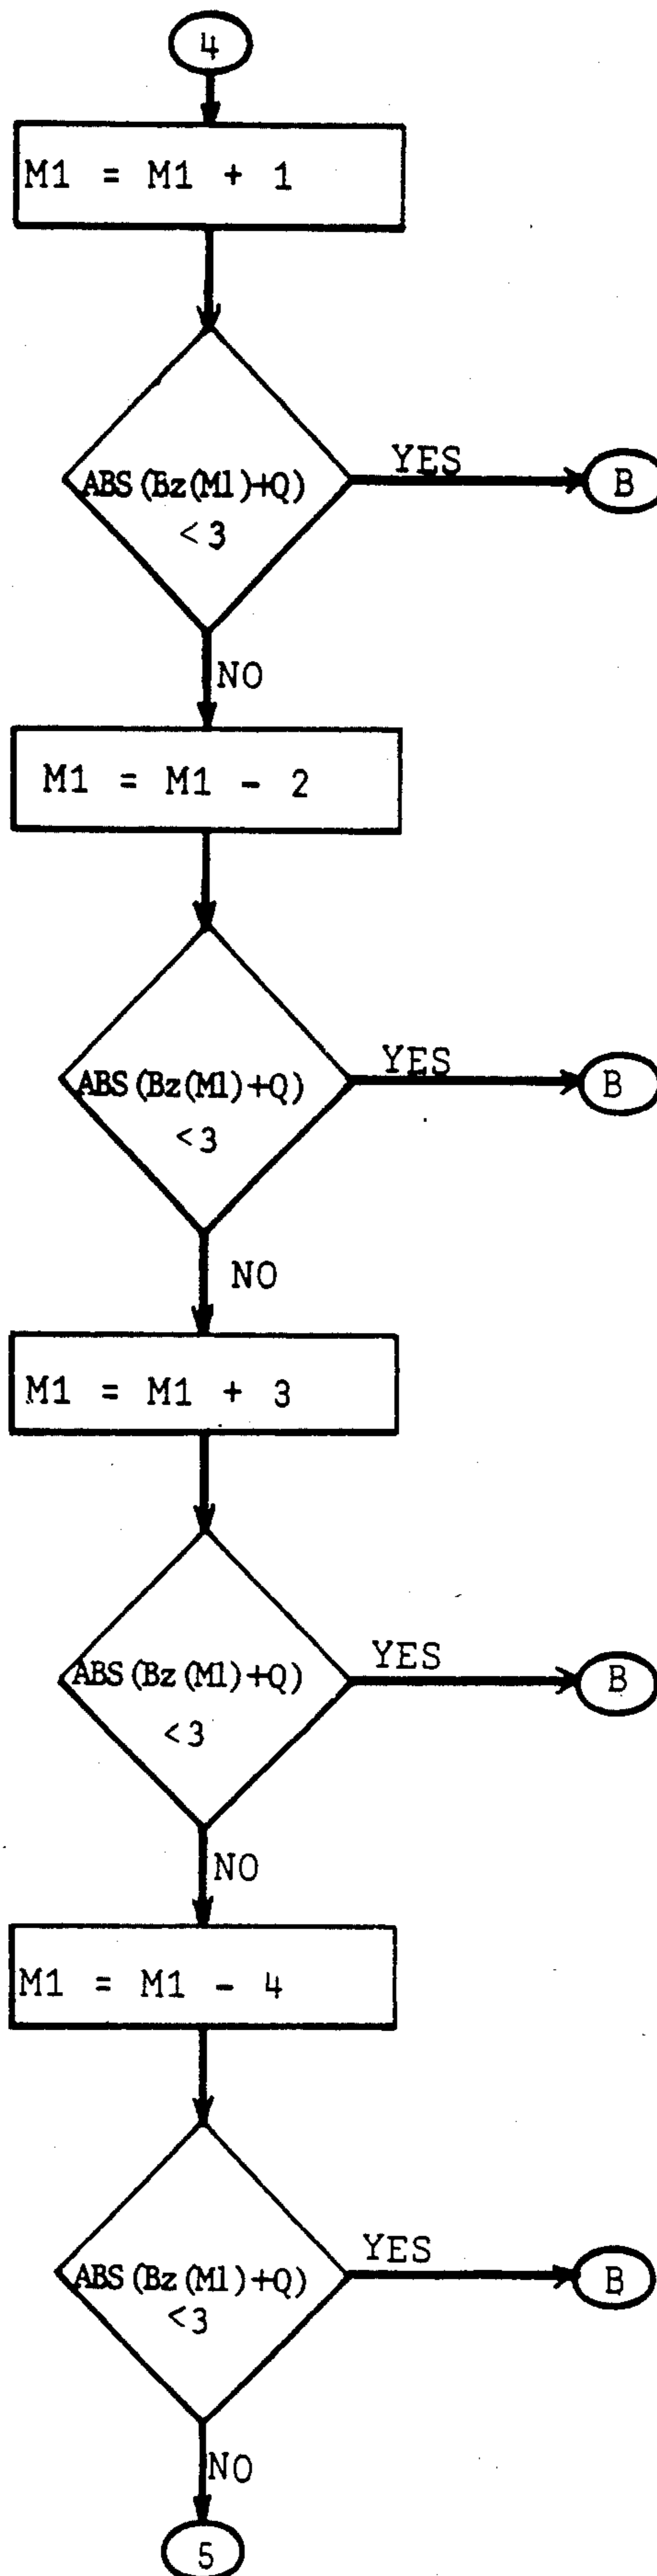 4
M1 = M1 + 1
ABS(Bz(M1)+Q)
<3
YES
B
NO
M1 = M1 - 2
ABS(Bz(M1)+Q)
<3
YES
B
NO
M1 = M1 + 3
ABS(Bz(M1)+Q)
<3
YES
B
NO
M1 = M1 - 4
ABS(Bz(M1)+Q)
<3
YES
B
NO
5